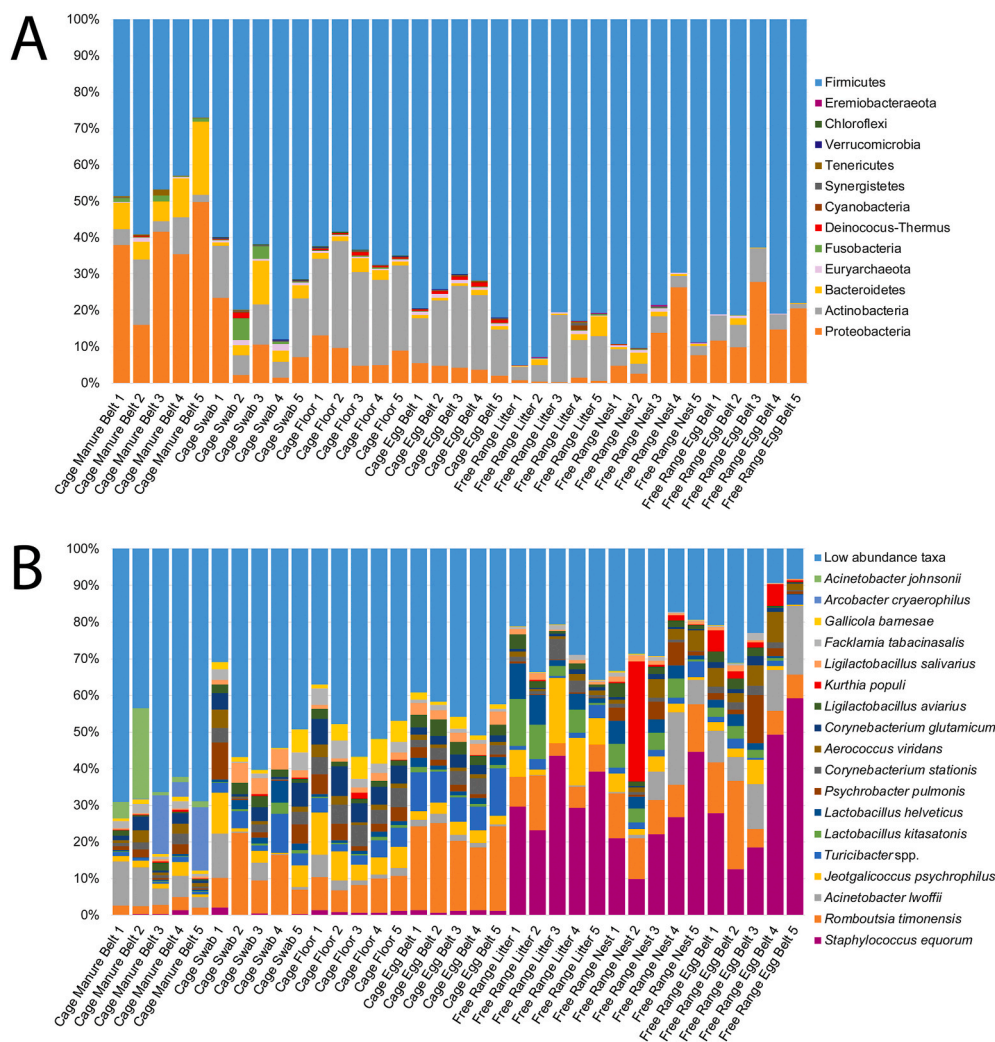 A
100%
90%
80%
70%
60%
50%
40%
30%
20%
10%
0%
Firmicutes
Eremiobacteraeota
Chloroflexi
Verrucomicrobia
Tenericutes
Synergistetes
Cyanobacteria
Deinococus-Thermus
Fusobacteria
Euryarchaeota
Bacteroidetes
Actinobacteria
Proteobacteria
Cage Manure Belt 1
Cage Manure Belt 2
Cage Manure Belt 3
Cage Manure Belt 4
Cage Manure Belt 5
Cage Swab 1
Cage Swab 2
Cage Swab 3
Cage Swab 4
Cage Swab 5
Cage Floor 1
Cage Floor 2
Cage Floor 3
Cage Floor 4
Cage Floor 5
Cage Egg Belt 1
Cage Egg Belt 2
Cage Egg Belt 3
Cage Egg Belt 4
Cage Egg Belt 5
Free Range Litter 1
Free Range Litter 2
Free Range Litter 3
Free Range Litter 4
Free Range Litter 5
Free Range Nest 1
Free Range Nest 2
Free Range Nest 3
Free Range Nest 4
Free Range Nest 5
Free Range Egg Belt 1
Free Range Egg Belt 2
Free Range Egg Belt 3
Free Range Egg Belt 4
Free Range Egg Belt 5
B
100%
90%
80%
70%
60%
50%
40%
30%
20%
10%
0%
Low abundance taxa
Acinetobacter johnsonii
Arcobacter cryaerophilus
Gallicola barnesae
Facklamia tabacinasalis
Ligilactobacillus salivarius
Kurthia populi
Ligilactobacillus aviarius
Corynebacterium glutamicum
Aerococcus viridans
Corynebacterium stationis
Psychrobacter pulmonis
Lactobacillus helveticus
Lactobacillus kitasatonis
Turicibacter spp.
Jeotgalicoccus psychrophilus
Acinetobacter lwoffii
Romboutsia timonensis
Staphylococcus equorum
Cage Manure Belt 1
Cage Manure Belt 2
Cage Manure Belt 3
Cage Manure Belt 4
Cage Manure Belt 5
Cage Swab 1
Cage Swab 2
Cage Swab 3
Cage Swab 4
Cage Swab 5
Cage Floor 1
Cage Floor 2
Cage Floor 3
Cage Floor 4
Cage Floor 5
Cage Egg Belt 1
Cage Egg Belt 2
Cage Egg Belt 3
Cage Egg Belt 4
Cage Egg Belt 5
Free Range Litter 1
Free Range Litter 2
Free Range Litter 3
Free Range Litter 4
Free Range Litter 5
Free Range Nest 1
Free Range Nest 2
Free Range Nest 3
Free Range Nest 4
Free Range Nest 5
Free Range Egg Belt 1
Free Range Egg Belt 2
Free Range Egg Belt 3
Free Range Egg Belt 4
Free Range Egg Belt 5